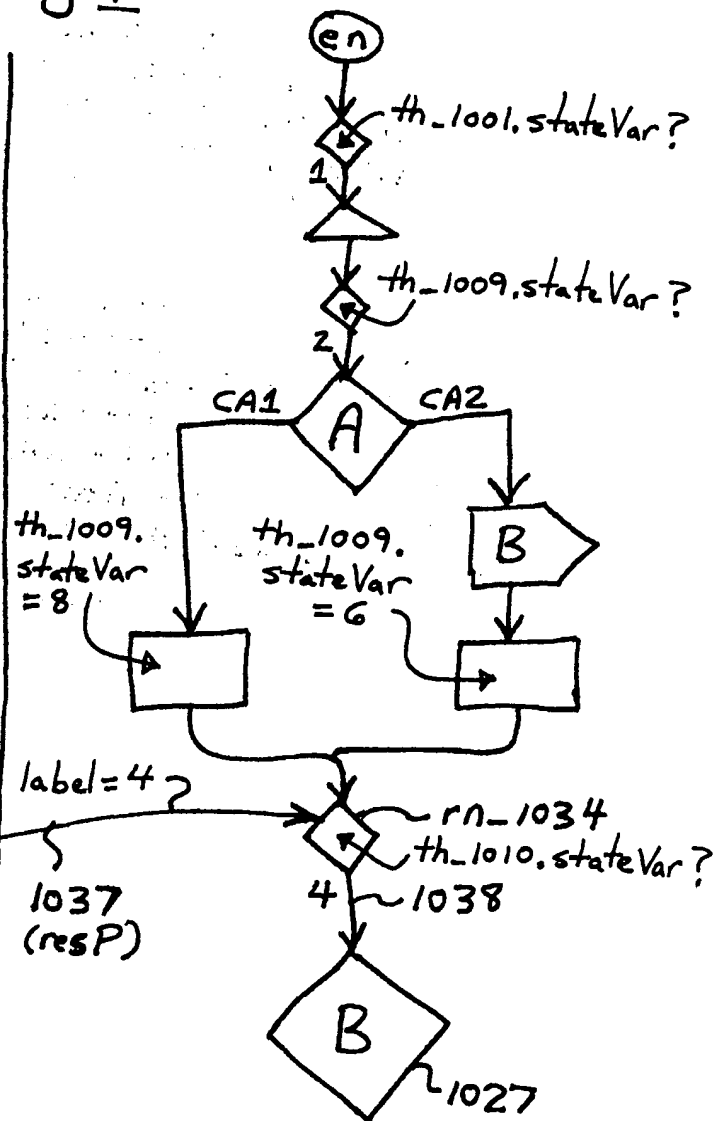 en
th_1001.stateVar?
1
th_1009.stateVar?
2
CA1
A
CA2
B
th_1009.
stateVar
= 8
th_1009.
stateVar
= 6
label=4
rn_1034
th_1010.stateVar?
4
1038
1037
(resP)
B
1027